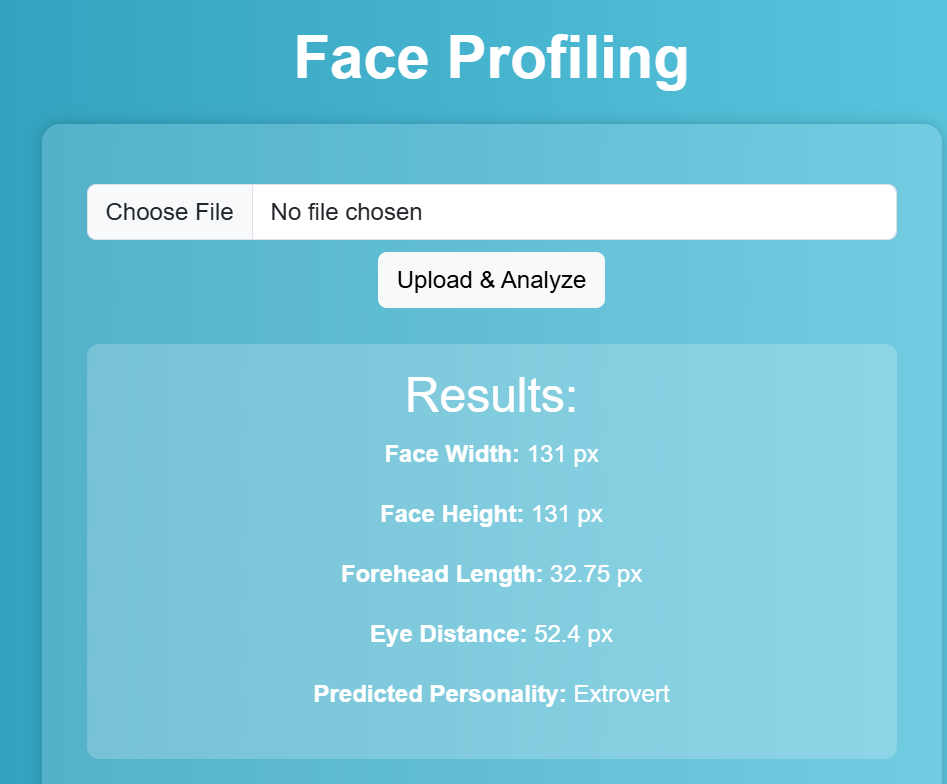 Face Profiling
Choose File No file chosen
Upload & Analyze
Results:
Face Width: 131 px
Face Height: 131 px
Forehead Length: 32.75 px
Eye Distance: 52.4 px
Predicted Personality: Extrovert